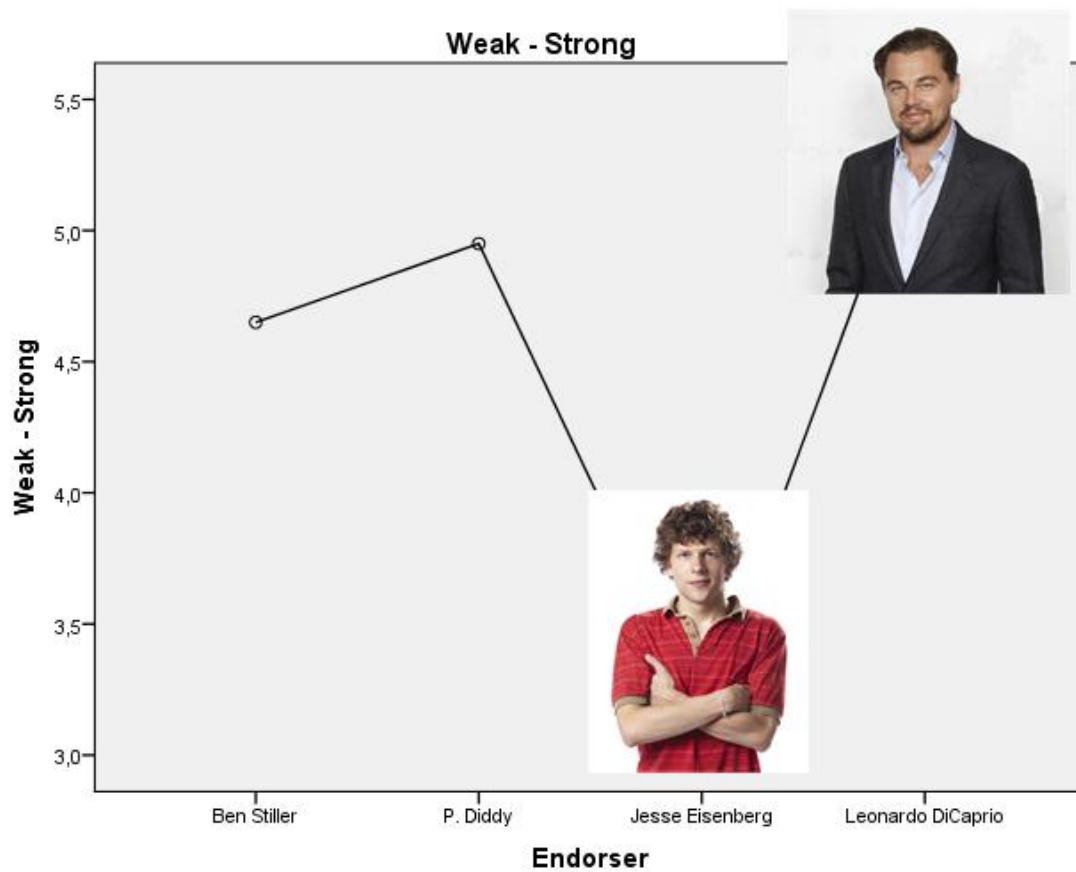 Weak - Strong
5,5
5,0
4,5
4,0
3,5
3,0
Weak - Strong
Ben Stiller
P. Diddy
Jesse Eisenberg
Leonardo DiCaprio
Endorser